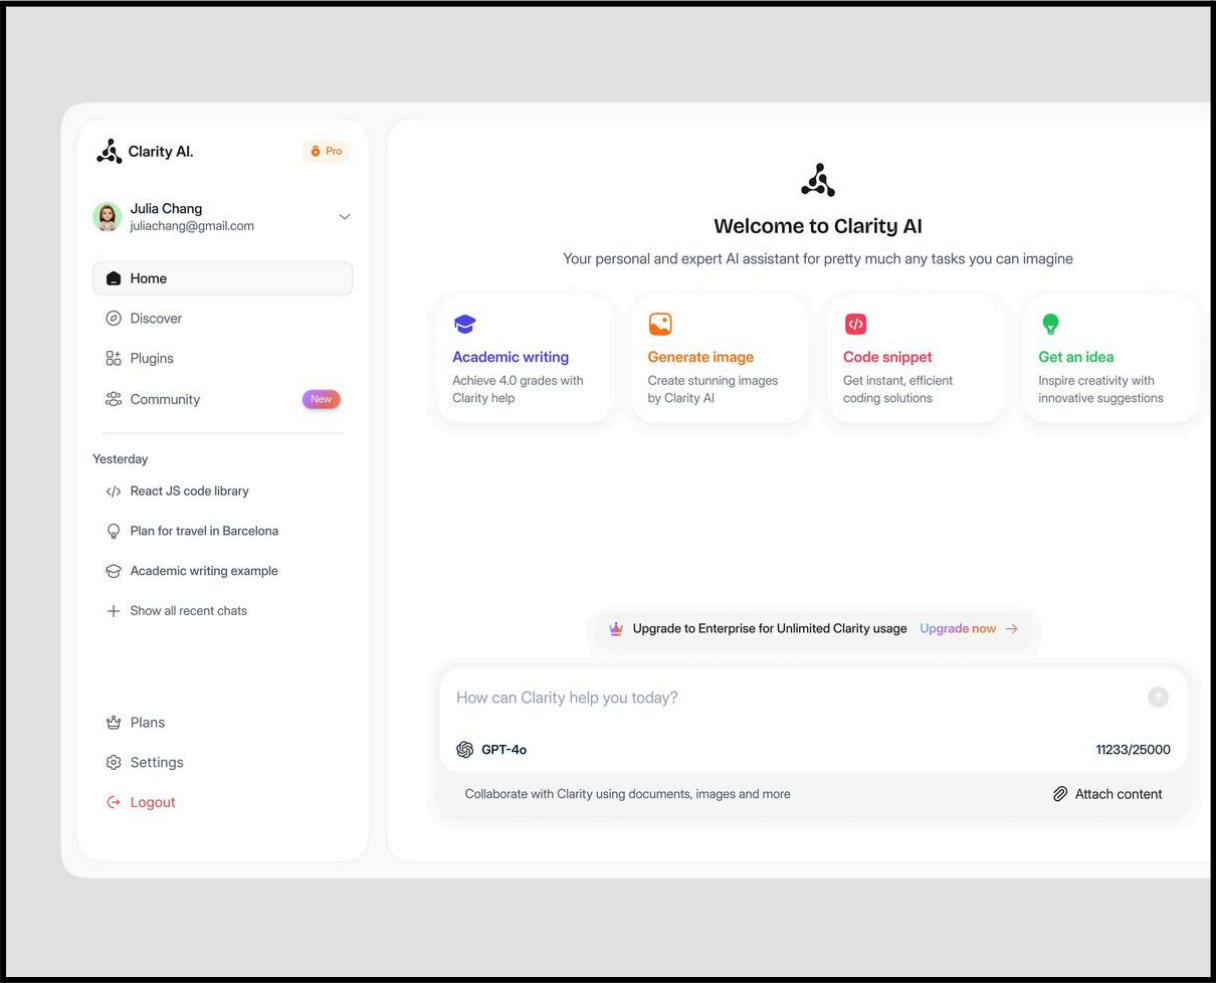 Clarity AI.
Pro
Julia Chang
juliachang@gmail.com
Home
Discover
Plugins
Community
New
Yesterday
React JS code library
Plan for travel in Barcelona
Academic writing example
Show all recent chats
Plans
Settings
Logout
Welcome to Clarity AI
Your personal and expert AI assistant for pretty much any tasks you can imagine
Academic writing
Achieve 4.0 grades with
Clarity help
Generate image
Create stunning images
by Clarity AI
Code snippet
Get instant, efficient
coding solutions
Get an idea
Inspire creativity with
innovative suggestions
Upgrade to Enterprise for Unlimited Clarity usage Upgrade now
How can Clarity help you today?
GPT-4o
11233/25000
Collaborate with Clarity using documents, images and more
Attach content